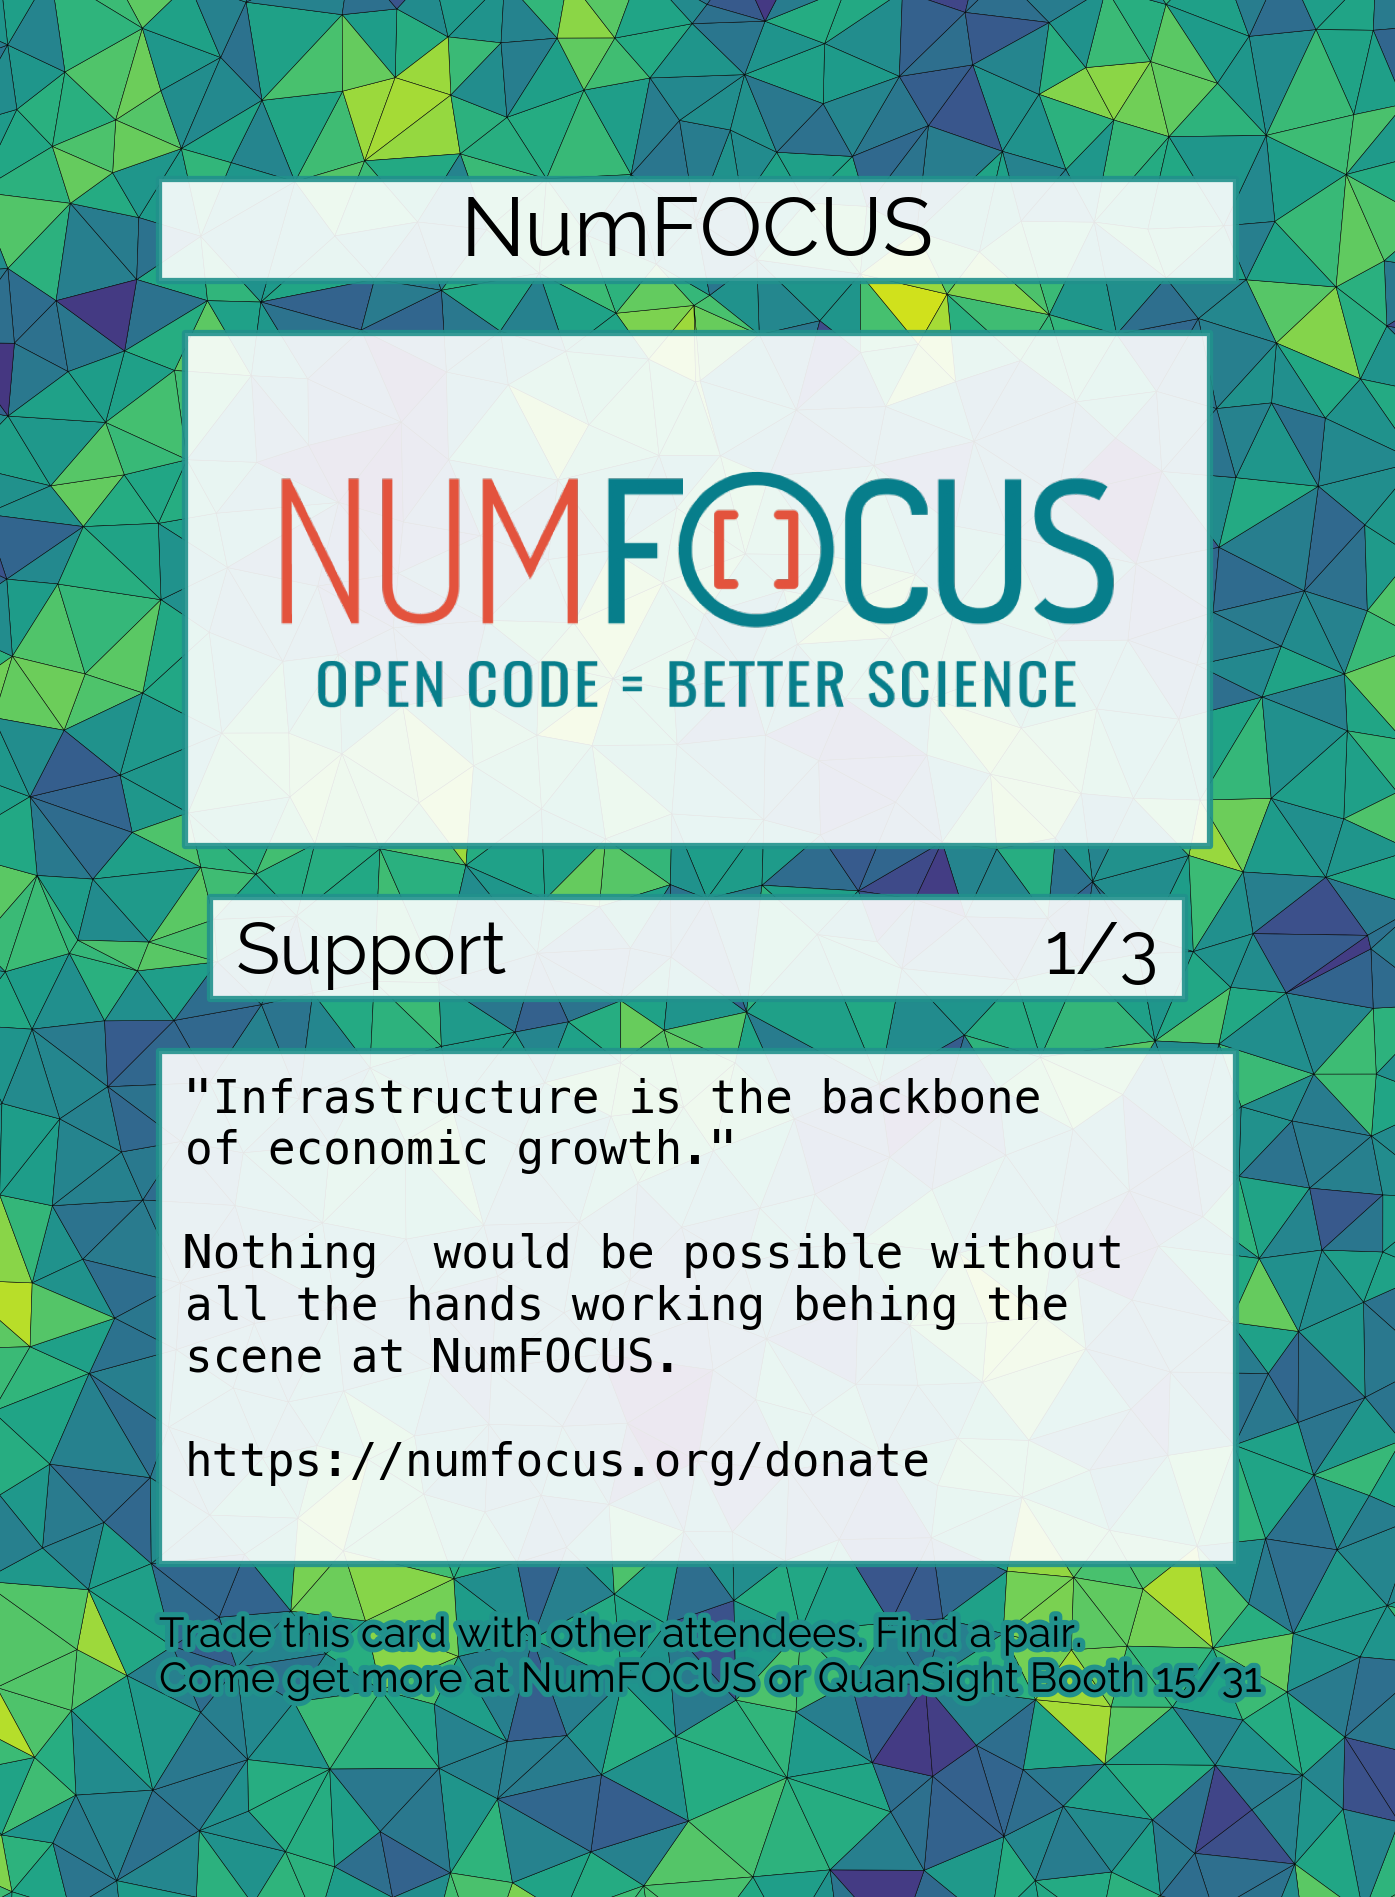 NumFOCUS
NUMFOCUS
OPEN CODE = BETTER SCIENCE
Support 1/3
"Infrastructure is the backbone
of economic growth."
Nothing  would be possible without
all the hands working behing the
scene at NumFOCUS.
https://numfocus.org/donate
Trade this card with other attendees. Find a pair.
Come get more at NumFOCUS or QuanSight Booth 15/31